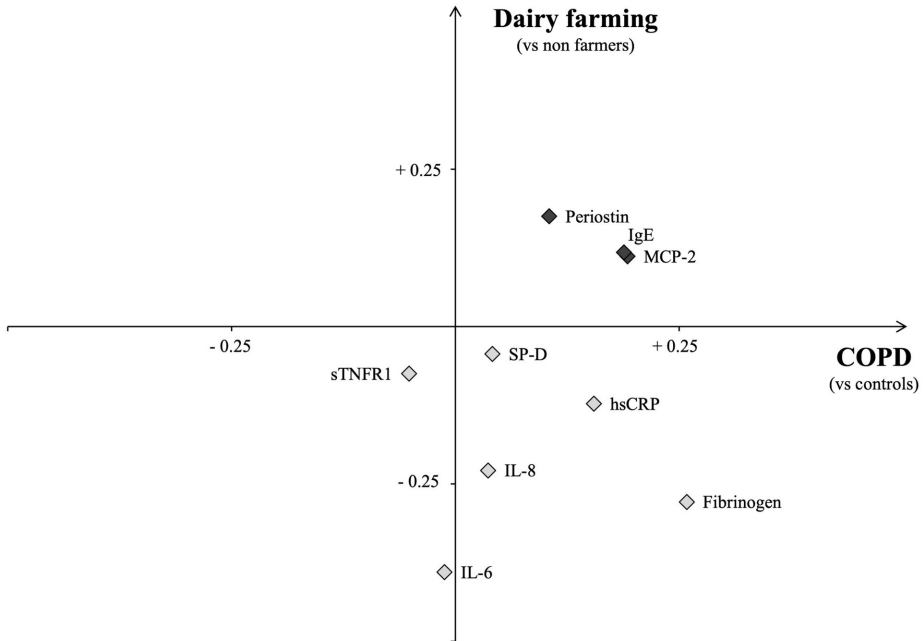 Dairy farming
(vs non farmers)
+ 0.25
Periostin
IgE
MCP-2
- 0.25
+ 0.25
SP-D
COPD
sTNFR1
(vs controls)
hsCRP
IL-8
- 0.25
Fibrinogen
IL-6